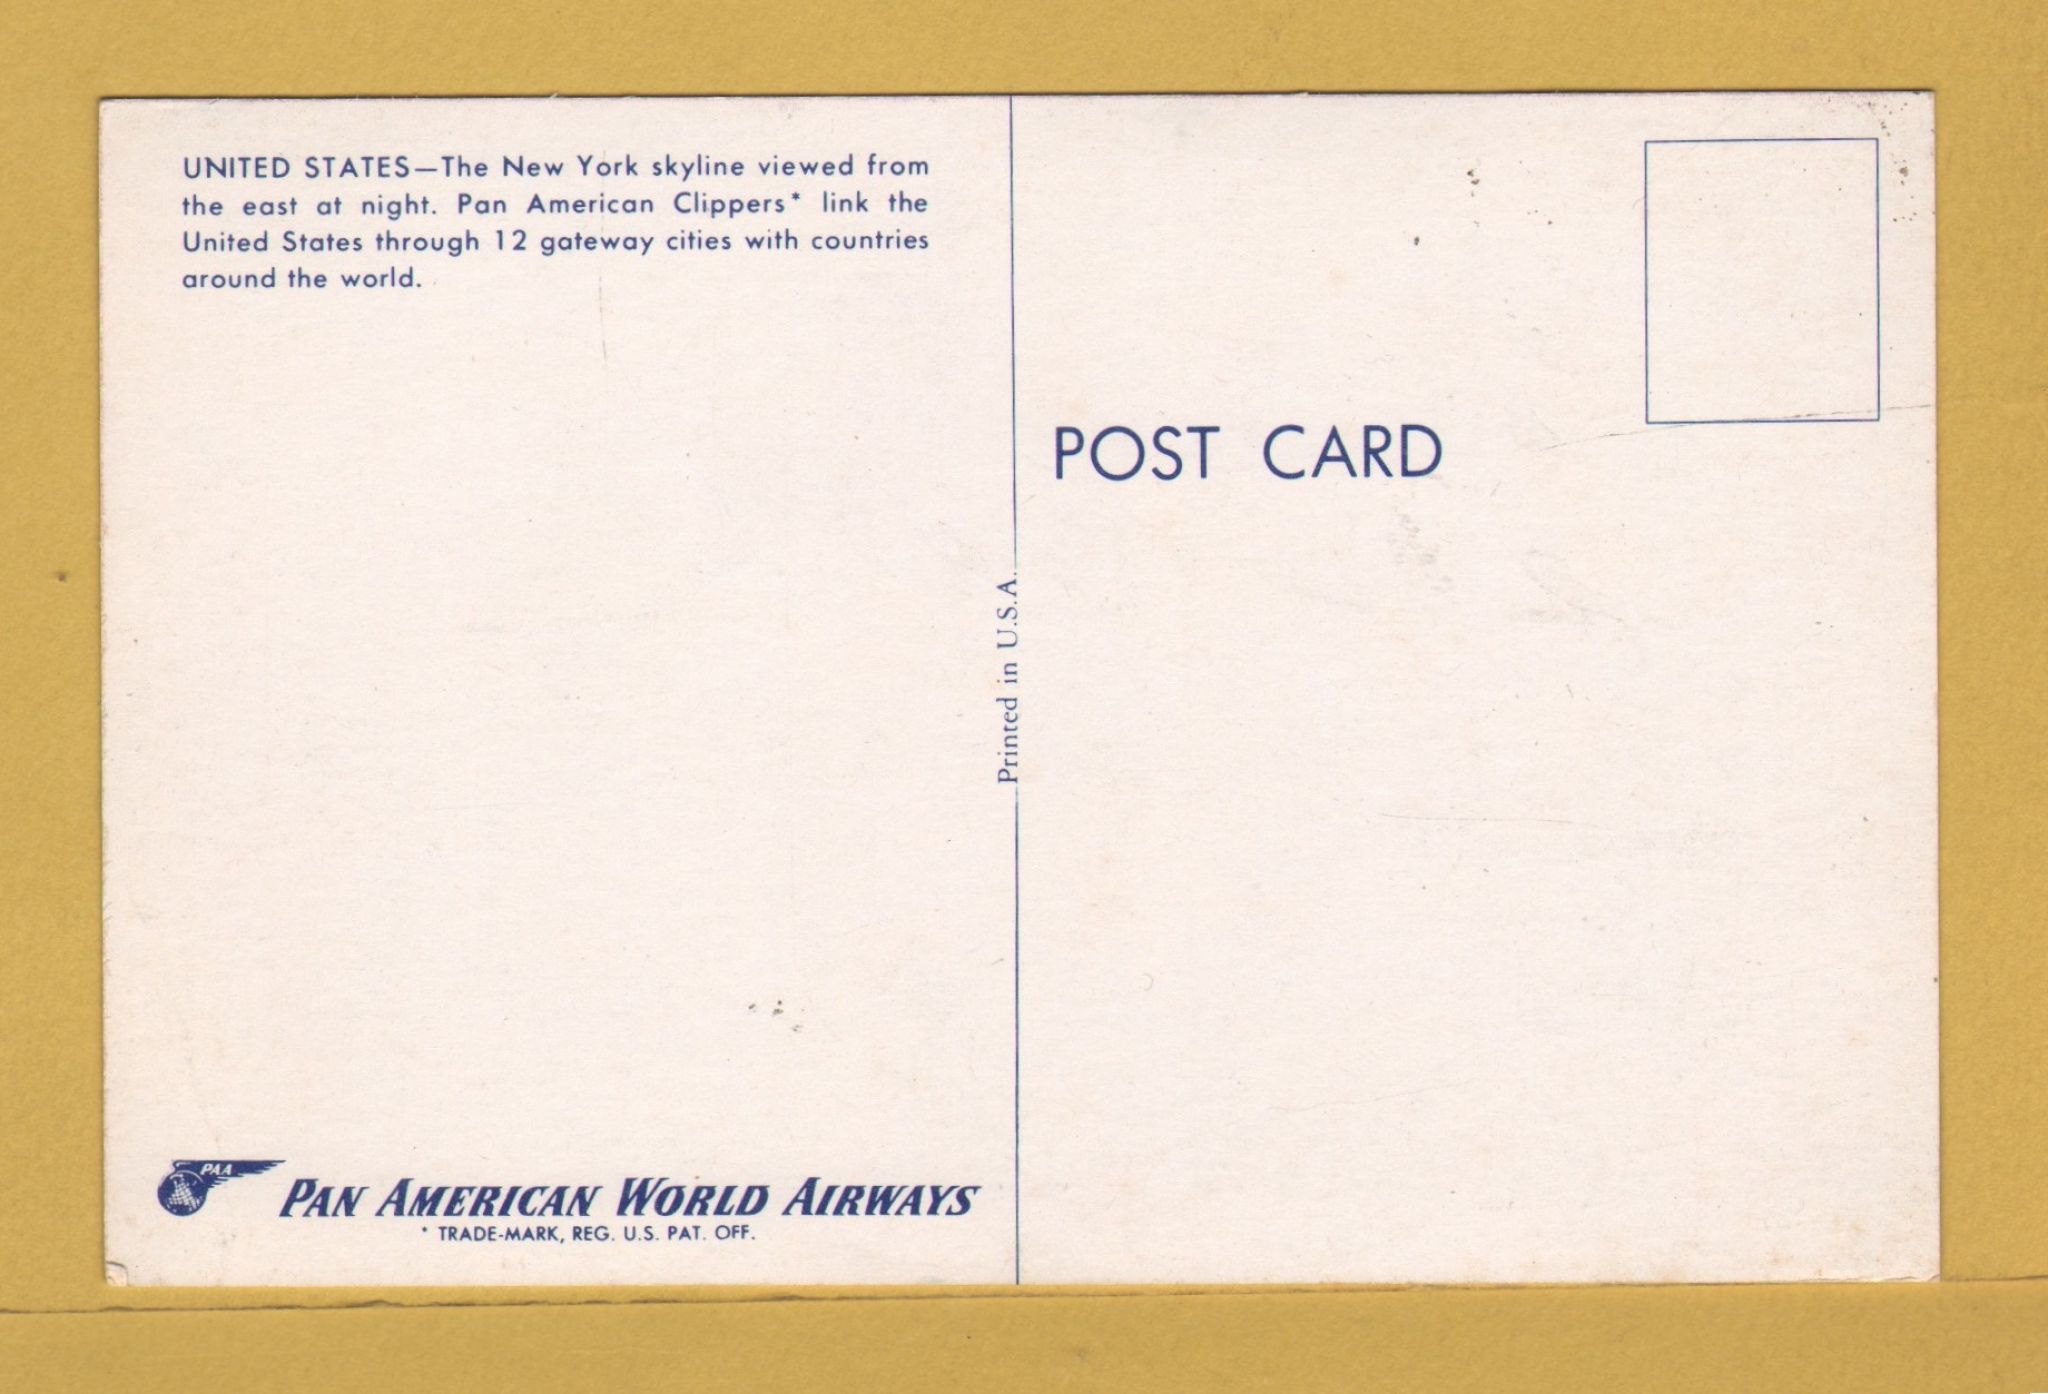 UNITED STATES—The New York skyline viewed from
the east at night. Pan American Clippers* link the
United States through 12 gateway cities with countries
around the world.
POST CARD
Printed in U.S.A.
PAA
PAN AMERICAN WORLD AIRWAYS
* TRADE-MARK, REG. U.S. PAT. OFF.